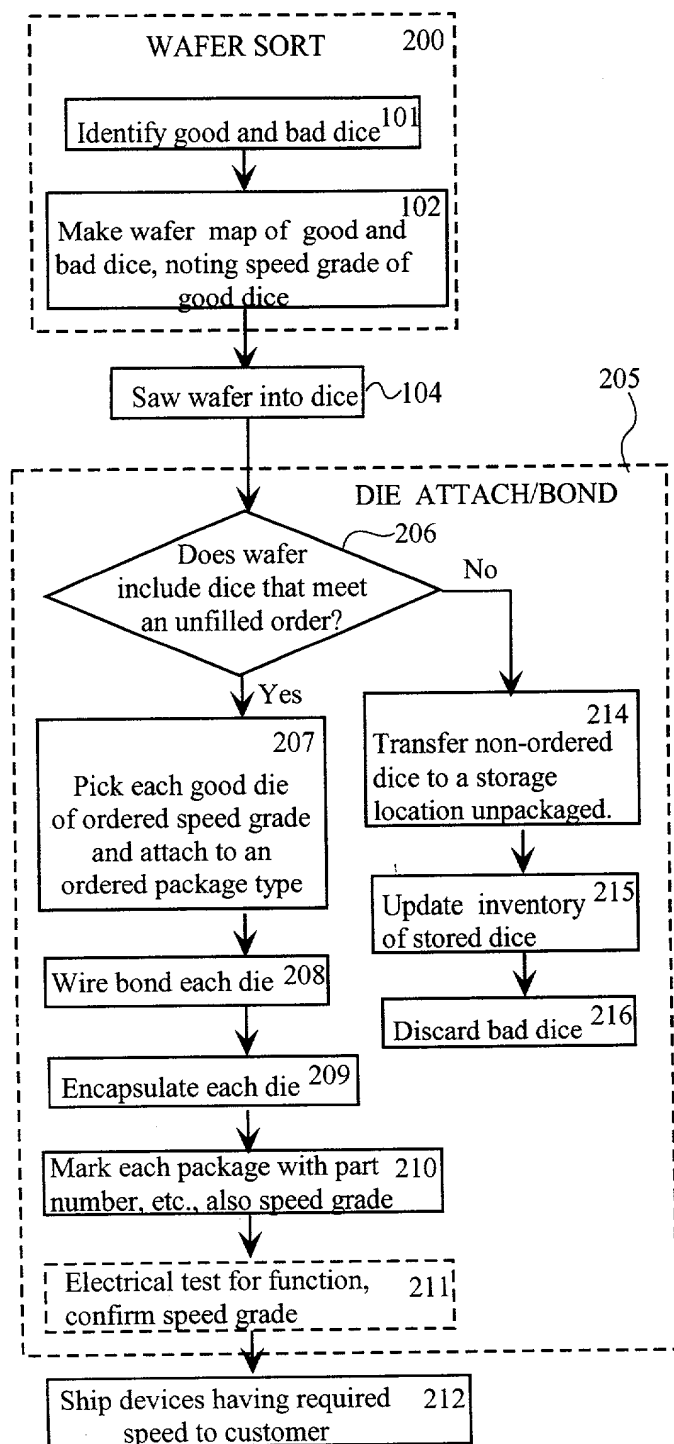 WAFER SORT 200
Identify good and bad dice 101
102
Make wafer map of good and
bad dice, noting speed grade of
good dice
Saw wafer into dice 104
205
DIE ATTACH/BOND
206
Does wafer
include dice that meet
an unfilled order?
No
Yes
207
Pick each good die
of ordered speed grade
and attach to an
ordered package type
214
Transfer non-ordered
dice to a storage
location unpackaged.
Update inventory 215
of stored dice
Discard bad dice 216
Wire bond each die 208
Encapsulate each die 209
Mark each package with part 210
number, etc., also speed grade
Electrical test for function, 211
confirm speed grade
Ship devices having required 212
speed to customer